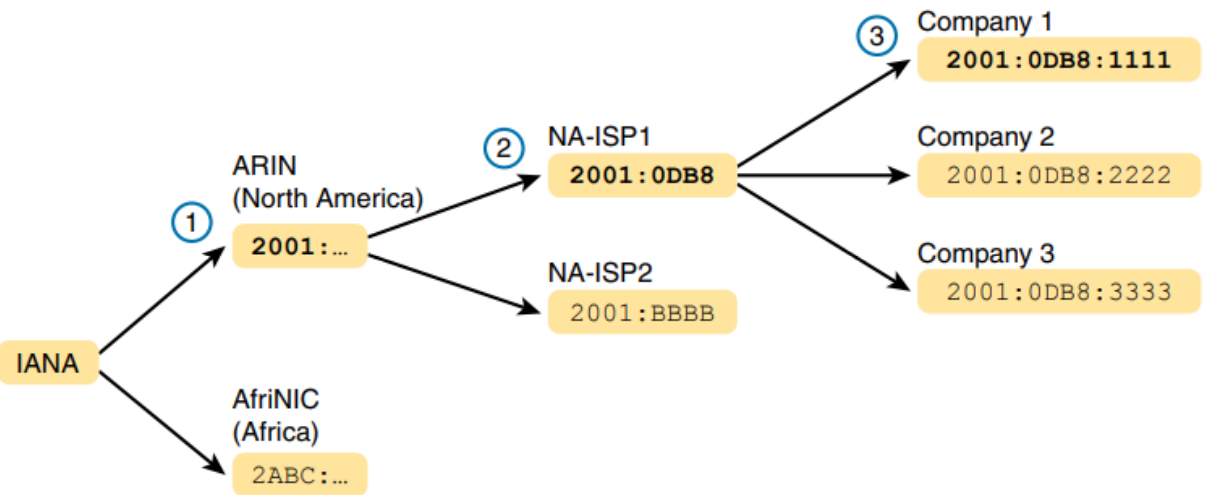 IANA
1
ARIN
(North America)
2001:…
AfriNIC
(Africa)
2ABC:…
2
NA-ISP1
2001:0DB8
NA-ISP2
2001:BBBB
3
Company 1
2001:0DB8:1111
Company 2
2001:0DB8:2222
Company 3
2001:0DB8:3333